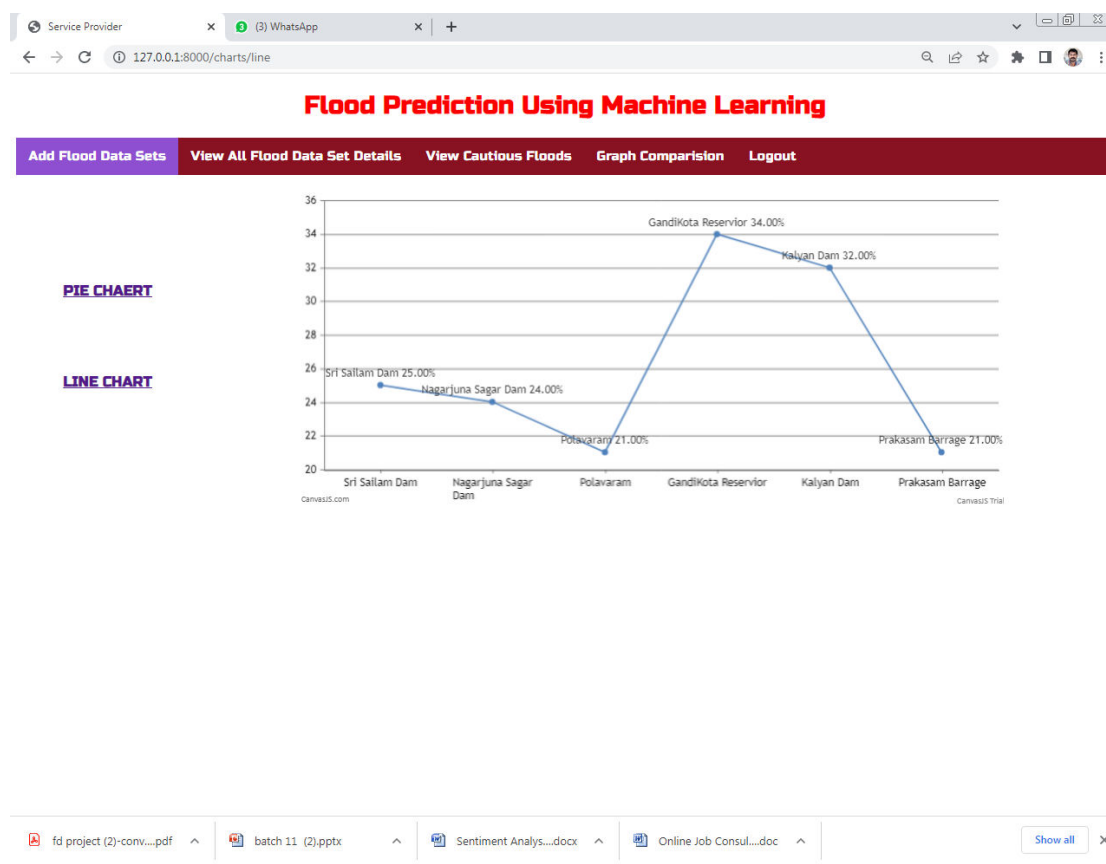 Service Provider
3
(3) WhatsApp
127.0.0.1:8000/charts/line
Flood Prediction Using Machine Learning
Add Flood Data Sets View All Flood Data Set Details View Cautious Floods Graph Comparision Logout
PIE CHAERT
LINE CHART
36
34
32
30
28
26
24
22
20
GandiKota Reservior 34.00%
Kalyan Dam 32.00%
Sri Sailam Dam 25.00%
Nagarjuna Sagar Dam 24.00%
Polavaram 21.00%
Prakasam Barrage 21.00%
Sri Sailam Dam
Nagarjuna Sagar
Dam
Polavaram
GandiKota Reservior
Kalyan Dam
Prakasam Barrage
CanvasJS.com
CanvasJS Trial
fd project (2)-conv....pdf
batch 11 (2).pptx
Sentiment Analys....docx
Online Job Consul....doc
Show all